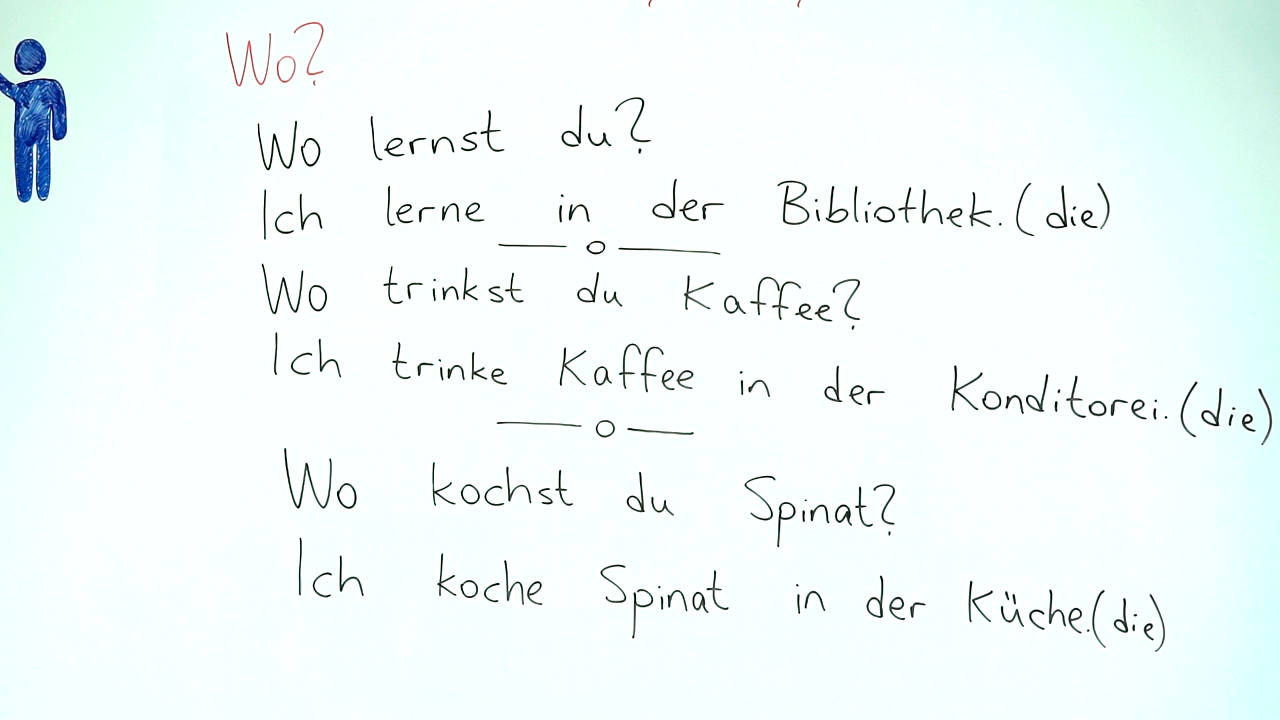 Wo?
Wo lernst du?
Ich lerne in der Bibliothek. (die)
Wo trinkst du Kaffee?
Ich trinke Kaffee in der Konditorei. (die)
Wo kochst du Spinat?
Ich koche Spinat in der Küche. (die)